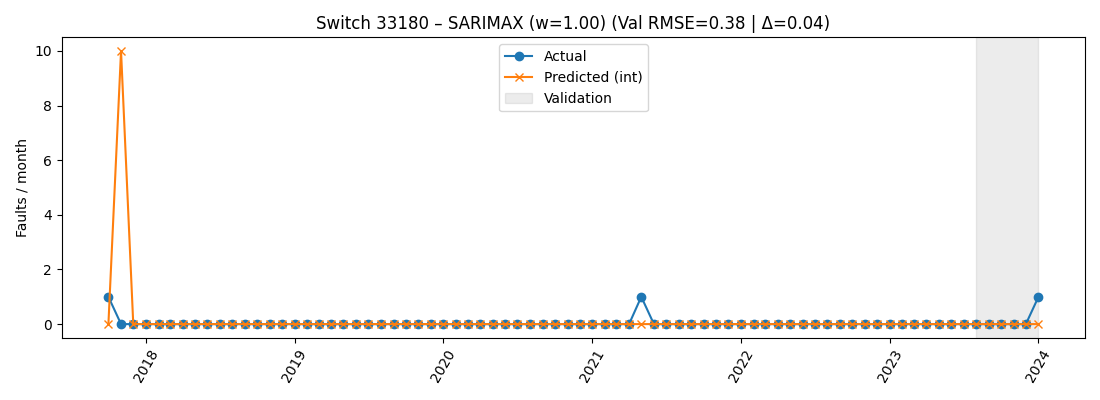 Switch 33180 – SARIMAX (w=1.00) (Val RMSE=0.38 | Δ=0.04)
Actual
Predicted (int)
Validation
Faults / month
10
8
6
4
2
0
2018
2019
2020
2021
2022
2023
2024